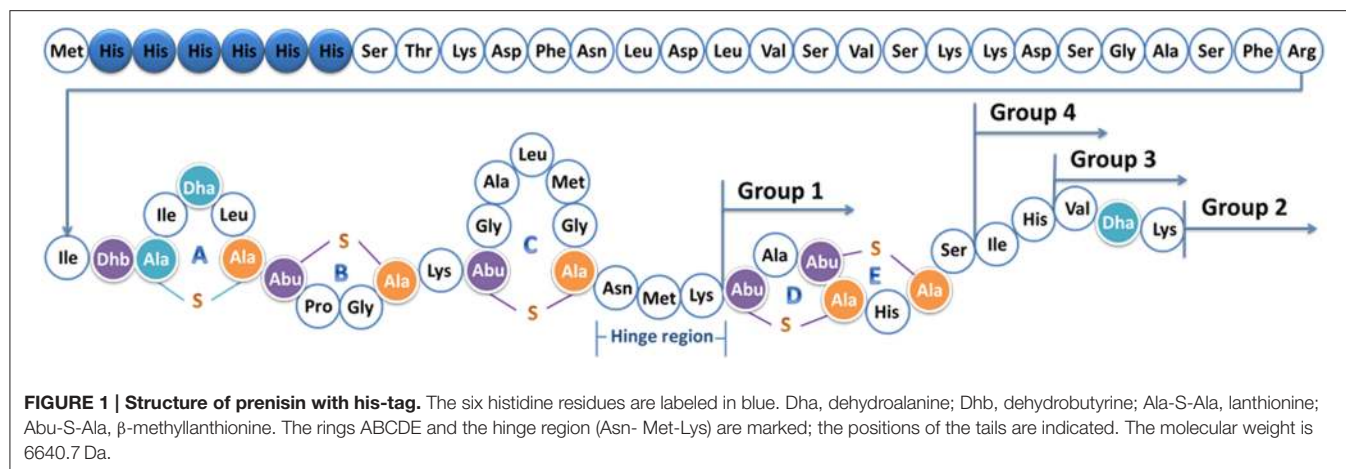 Met His His His His His His Ser Thr Lys Asp Phe Asn Leu Asp Leu Val Ser Val Ser Lys Lys Asp Ser Gly Ala Ser Phe Arg
Group 4
Group 3
Group 2
Group 1
Ile Dhb Ala Ile Dha Leu Ala
A
S
Abu Pro Gly Ala
S
B
Lys
Abu Gly Ala Leu Met Gly Ala
C
S
Asn Met Lys
Hinge region
Abu Ala Abu Ala His Ala
D
S
S
E
Ser Ile His Val Dha Lys
FIGURE 1 | Structure of prenisin with his-tag. The six histidine residues are labeled in blue. Dha, dehydroalanine; Dhb, dehydrobutyrine; Ala-S-Ala, lanthionine;
Abu-S-Ala, β-methyllanthionine. The rings ABCDE and the hinge region (Asn- Met-Lys) are marked; the positions of the tails are indicated. The molecular weight is
6640.7 Da.